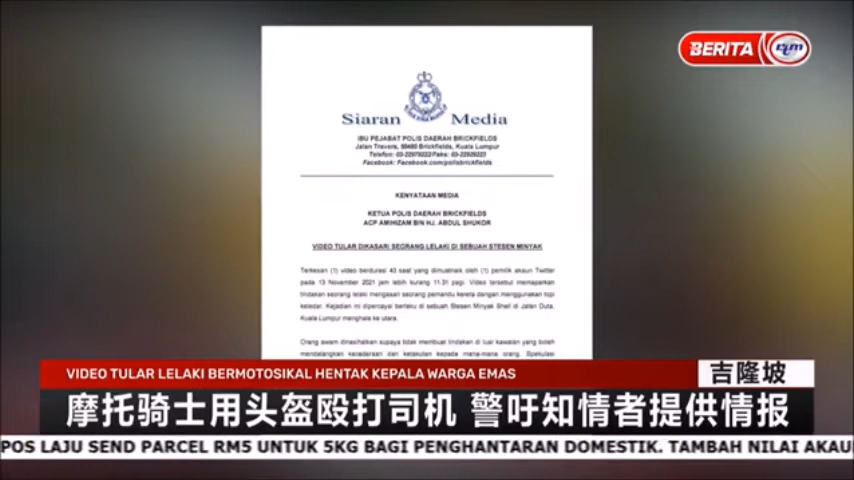 BERITA
Siaran Media
IBU PEJABAT POLIS DAERAH BRICKFIELDS
Jalan Travers, 50480 Brickfields, Kuala Lumpur
Telefon: 03-22979222 Faks: 03-22929223
Facebook: Facebook.com/polisbrickfields
KENYATAAN MEDIA
KETUA POLIS DAERAH BRICKFIELDS
ACP AMIHIZAM BIN HJ. ABDUL SHUKOR
VIDEO TULAR DIKASARI SEORANG LELAKI DI SEBUAH STESEN MINYAK
Terkesan (1) video berdurasi 43 saat yang dimuatnaik oleh (1) pemilik akaun Twitter
pada 13 November 2021 jam lebih kurang 11.31 pagi. Video tersebut memaparkan
tindakan seorang lelaki mengasari seorang pemandu kereta dengan menggunakan topi
keledar. Kejadian ini dipercayai berlaku di sebuah Stesen Minyak Shell di Jalan Duta,
Kuala Lumpur menghala ke utara.
Orang awam dinasihatkan supaya tidak membuat tindakan di luar kawalan yang boleh
mendatangkan kecederaan dan ketakutan kepada mana-mana orang. Spekulasi
VIDEO TULAR LELAKI BERMOTOSIKAL HENTAK KEPALA WARGA EMAS
吉隆坡
摩托骑士用头盔殴打司机 警吁知情者提供情报
POS LAJU SEND PARCEL RM5 UNTUK 5KG BAGI PENGHANTARAN DOMESTIK. TAMBAH NILAI AKAU